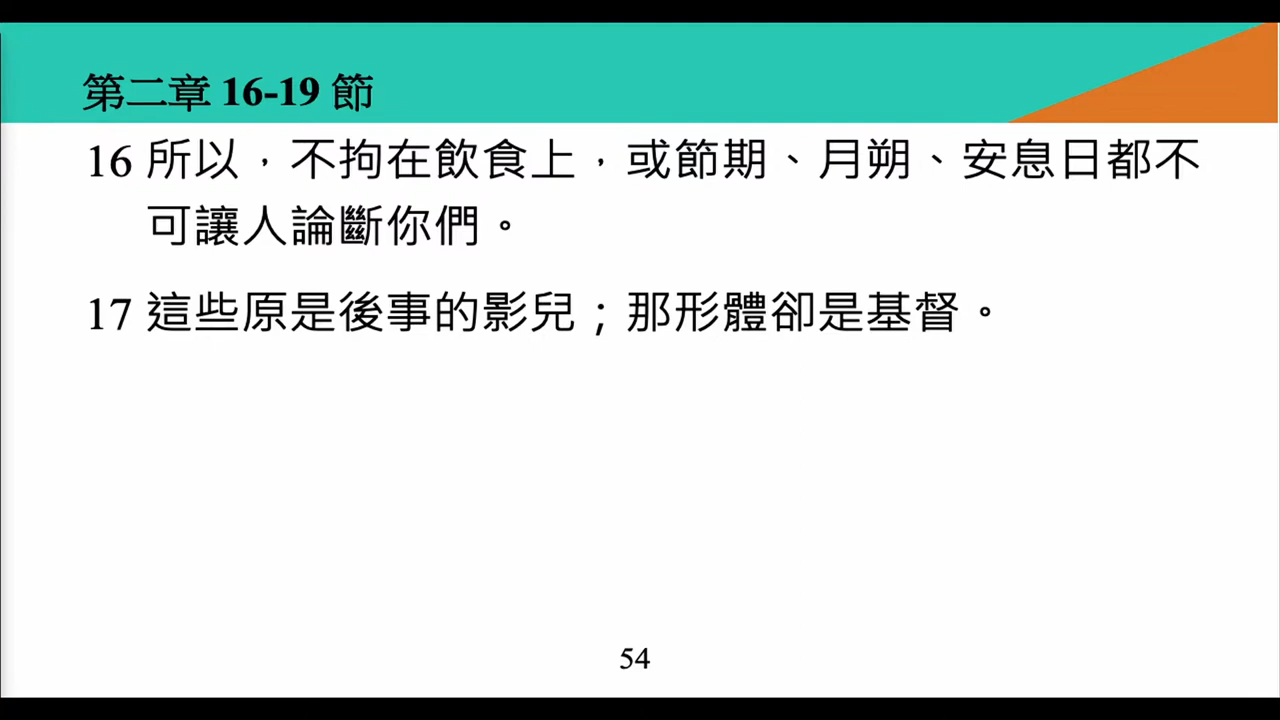 第二章 16-19 節
16 所以，不拘在飲食上，或節期、月朔、安息日都不
可讓人論斷你們。
17 這些原是後事的影兒；那形體卻是基督。
54